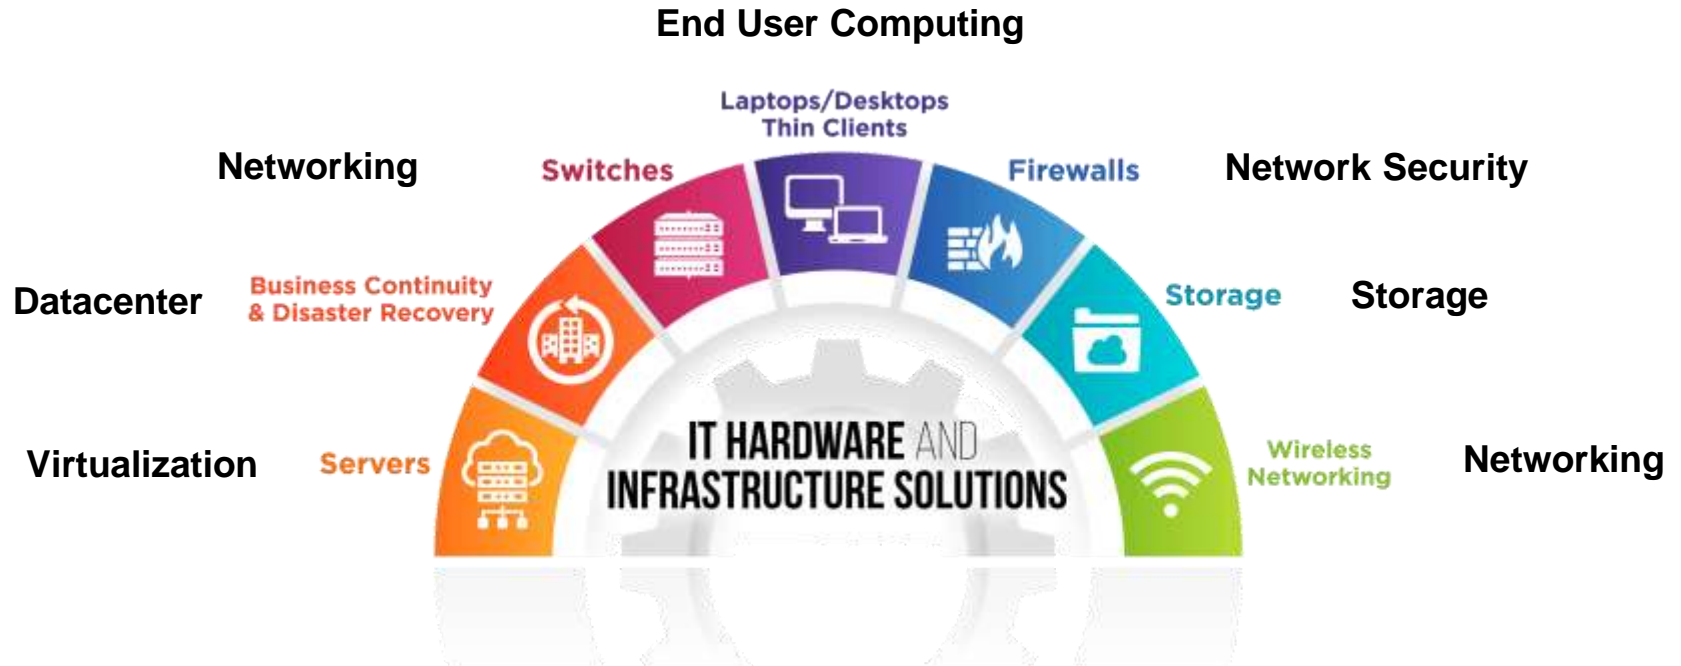 End User Computing
Laptops/Desktops
Thin Clients
Networking
Switches
Firewalls
Network Security
Datacenter
Business Continuity
& Disaster Recovery
Storage
Storage
IT HARDWARE AND
INFRASTRUCTURE SOLUTIONS
Virtualization
Servers
Wireless
Networking
Networking